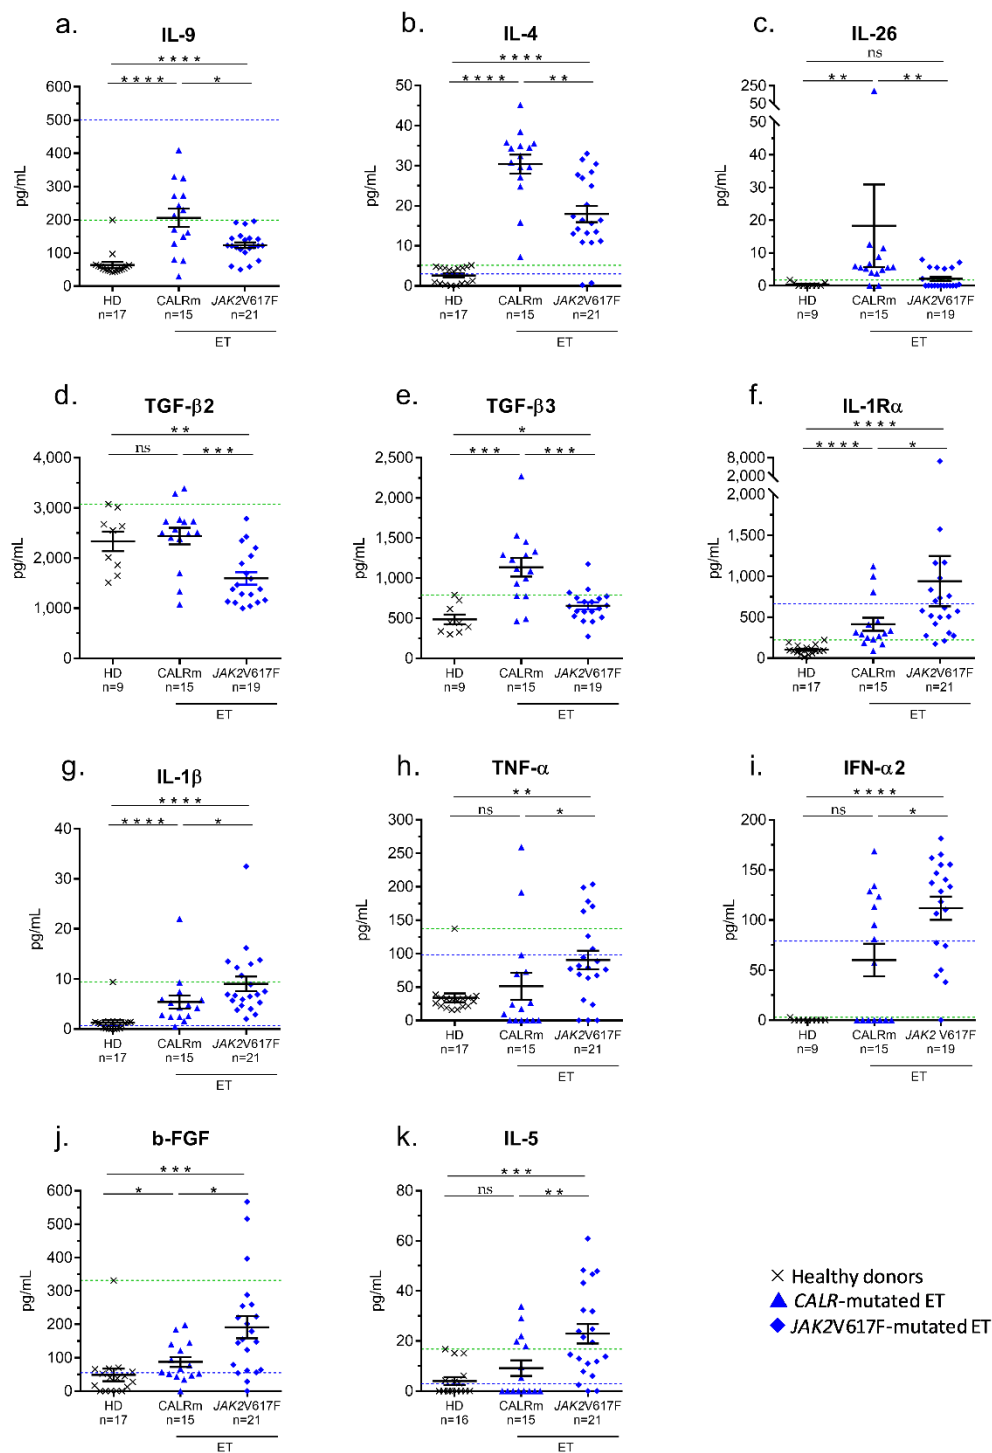 a.
IL-9
* * * *
* * * *
*
600
500
400
300
200
100
0
pg/mL
HD
n=17
CALRm
n=15
JAK2V617F
n=21
ET
b.
IL-4
* * * *
* * * *
* *
50
40
30
20
10
0
pg/mL
HD
n=17
CALRm
n=15
JAK2V617F
n=21
ET
c.
IL-26
ns
* *
* *
250
50
50
30
20
10
0
pg/mL
HD
n=9
CALRm
n=15
JAK2V617F
n=19
ET
d.
TGF-β2
* *
ns
* * *
4,000
3,000
2,000
1,000
0
pg/mL
HD
n=9
CALRm
n=15
JAK2V617F
n=19
ET
e.
TGF-β3
*
* * *
* * *
2,500
2,000
1,500
1,000
500
0
pg/mL
HD
n=9
CALRm
n=15
JAK2V617F
n=19
ET
f.
IL-1Rα
* * * *
* * * *
*
8,000
2,000
2,000
1,500
1,000
500
0
pg/mL
HD
n=17
CALRm
n=15
JAK2V617F
n=21
ET
g.
IL-1β
* * * *
* * * *
*
40
30
20
10
0
pg/mL
HD
n=17
CALRm
n=15
JAK2V617F
n=21
ET
h.
TNF-α
* *
ns
*
300
250
200
150
100
50
0
pg/mL
HD
n=17
CALRm
n=15
JAK2V617F
n=21
ET
i.
IFN-α2
* * * *
ns
*
200
150
100
50
0
pg/mL
HD
n=9
CALRm
n=15
JAK2 V617F
n=19
ET
j.
b-FGF
* * *
*
*
600
500
400
300
200
100
0
pg/mL
HD
n=17
CALRm
n=15
JAK2V617F
n=21
ET
k.
IL-5
* * *
ns
* *
80
60
40
20
0
pg/mL
HD
n=16
CALRm
n=15
JAK2V617F
n=21
ET
Healthy donors
CALR-mutated ET
JAK2V617F-mutated ET